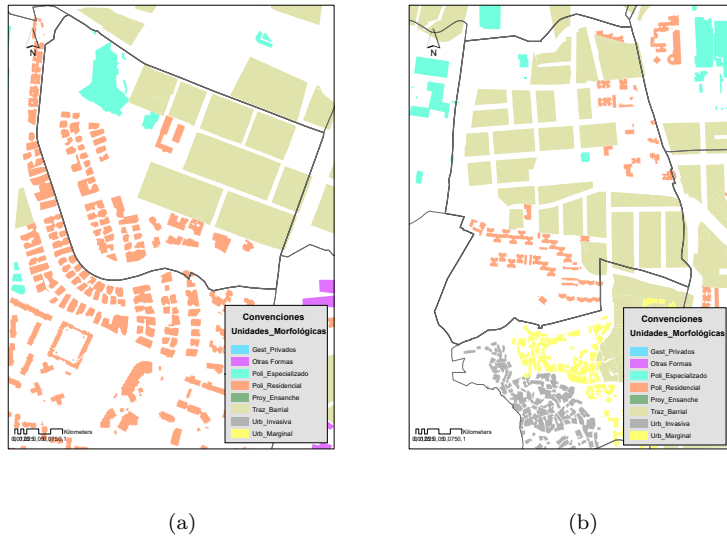 N
Convenciones
Unidades_Morfológicas
Gest_Privados
Otras Formas
Poli_Especializado
Poli_Residencial
Proy_Ensanche
Traz_Barrial
Urb_Invasiva
Urb_Marginal
Kilometers
(a)
N
Convenciones
Unidades_Morfológicas
Gest_Privados
Otras Formas
Poli_Especializado
Poli_Residencial
Proy_Ensanche
Traz_Barrial
Urb_Invasiva
Urb_Marginal
Kilometers
(b)